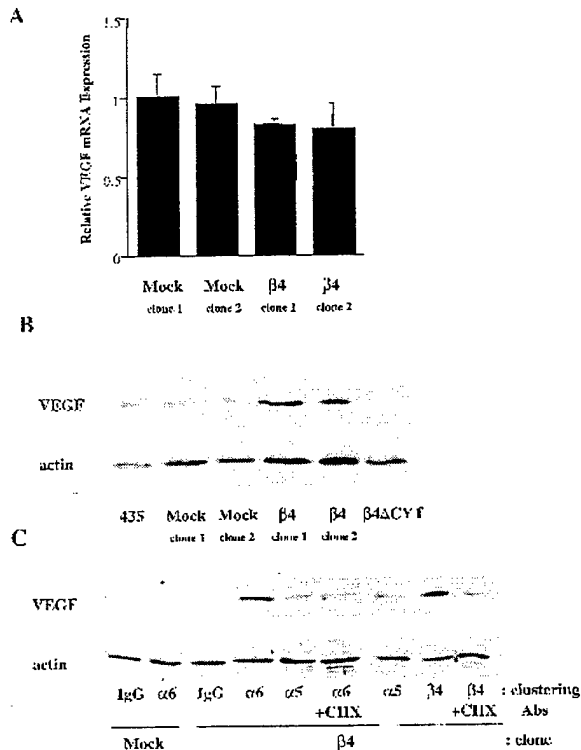 A
Relative VEGF mRNA Expression
1.5
1
0.5
0
Mock Mock β4 β4
clone 1 clone 2 clone 1 clone 2
B
VEGF
actin
435 Mock Mock β4 β4 β4ΔCYT
clone 1 clone 2 clone 1 clone 2
C
VEGF
actin
IgG α6 IgG α6 α5 α6 α5 β4 β4 : clustering
+CHX +CHX Abs
Mock β4 : clone